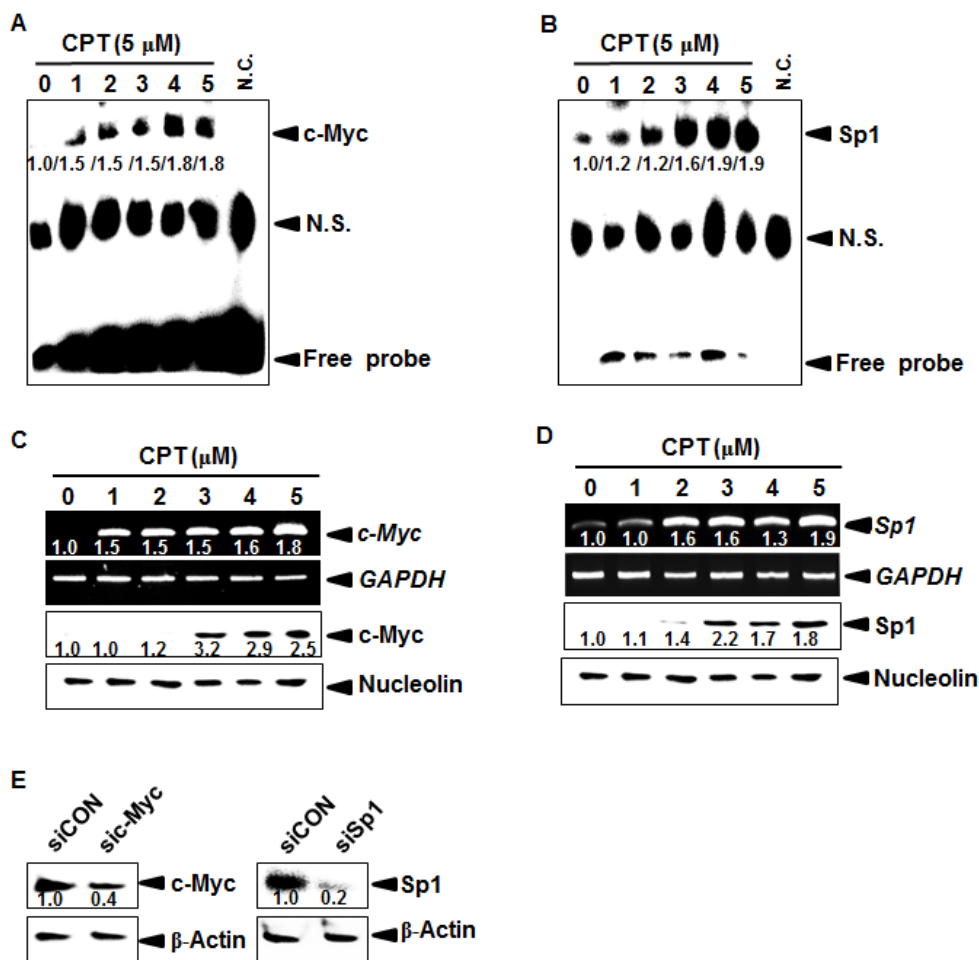 A
CPT (5 μM)
0 1 2 3 4 5 N.C.
c-Myc
1.0/1.5 /1.5 /1.5/1.8/1.8
N.S.
Free probe
B
CPT (5 μM)
0 1 2 3 4 5 N.C.
Sp1
1.0/1.2 /1.2/1.6/1.9/1.9
N.S.
Free probe
C
CPT (μM)
0 1 2 3 4 5
c-Myc
1.0 1.5 1.5 1.5 1.6 1.8
GAPDH
c-Myc
1.0 1.0 1.2 3.2 2.9 2.5
Nucleolin
D
CPT (μM)
0 1 2 3 4 5
Sp1
1.0 1.0 1.6 1.6 1.3 1.9
GAPDH
Sp1
1.0 1.1 1.4 2.2 1.7 1.8
Nucleolin
E
siCON sic-Myc
c-Myc
1.0 0.4
β-Actin
siCON siSp1
Sp1
1.0 0.2
β-Actin